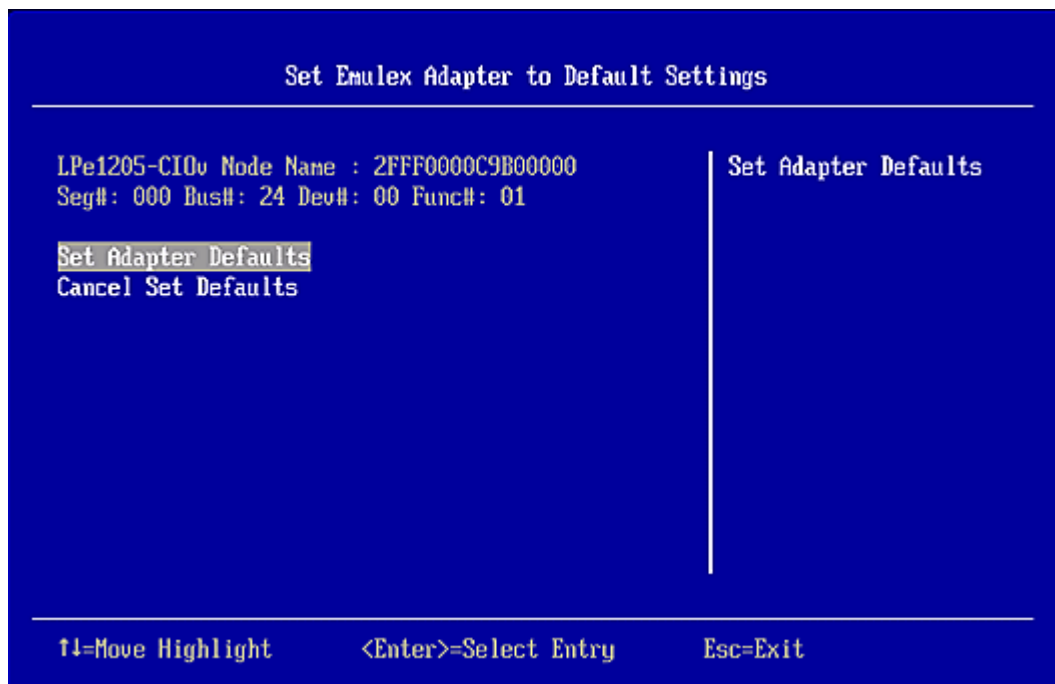 Set Emulex Adapter to Default Settings
LPe1205-CIOv Node Name : 2FFF0000C9B00000
Seg#: 000 Bus#: 24 Dev#: 00 Func#: 01
Set Adapter Defaults
Cancel Set Defaults
Set Adapter Defaults
↑↓=Move Highlight <Enter>=Select Entry Esc=Exit